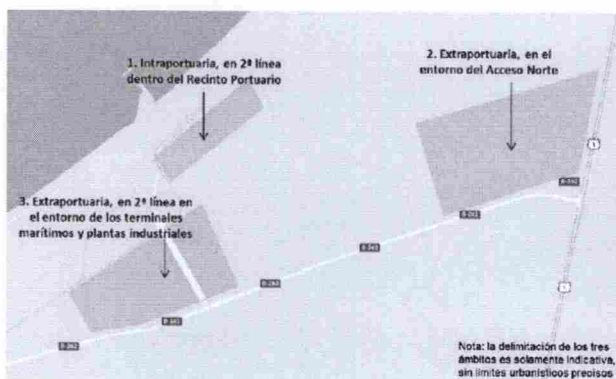 1. Intraportuaria, en 2ª línea
dentro del Recinto Portuario
2. Extraportuaria, en el
entorno del Acceso Norte
3. Extraportuaria, en 2ª línea en
el entorno de los terminales
marítimos y plantas industriales
Nota: la delimitación de los tres
ámbitos es solamente indicativa,
sin límites urbanísticos precisos